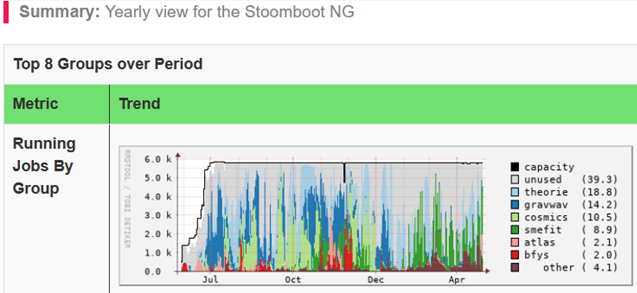 Summary: Yearly view for the Stoomboot NG
Top 8 Groups over Period
Metric
Trend
Running
Jobs By
Group
6.0 k
5.0 k
4.0 k
3.0 k
2.0 k
1.0 k
0.0
Jul
Oct
Dec
Apr
capacity
unused (39.3)
theorie (18.8)
gravwav (14.2)
cosmics (10.5)
smefit ( 8.9)
atlas ( 2.1)
bfys ( 2.0)
other ( 4.1)
RRDTOOL / TOBI OETIKER